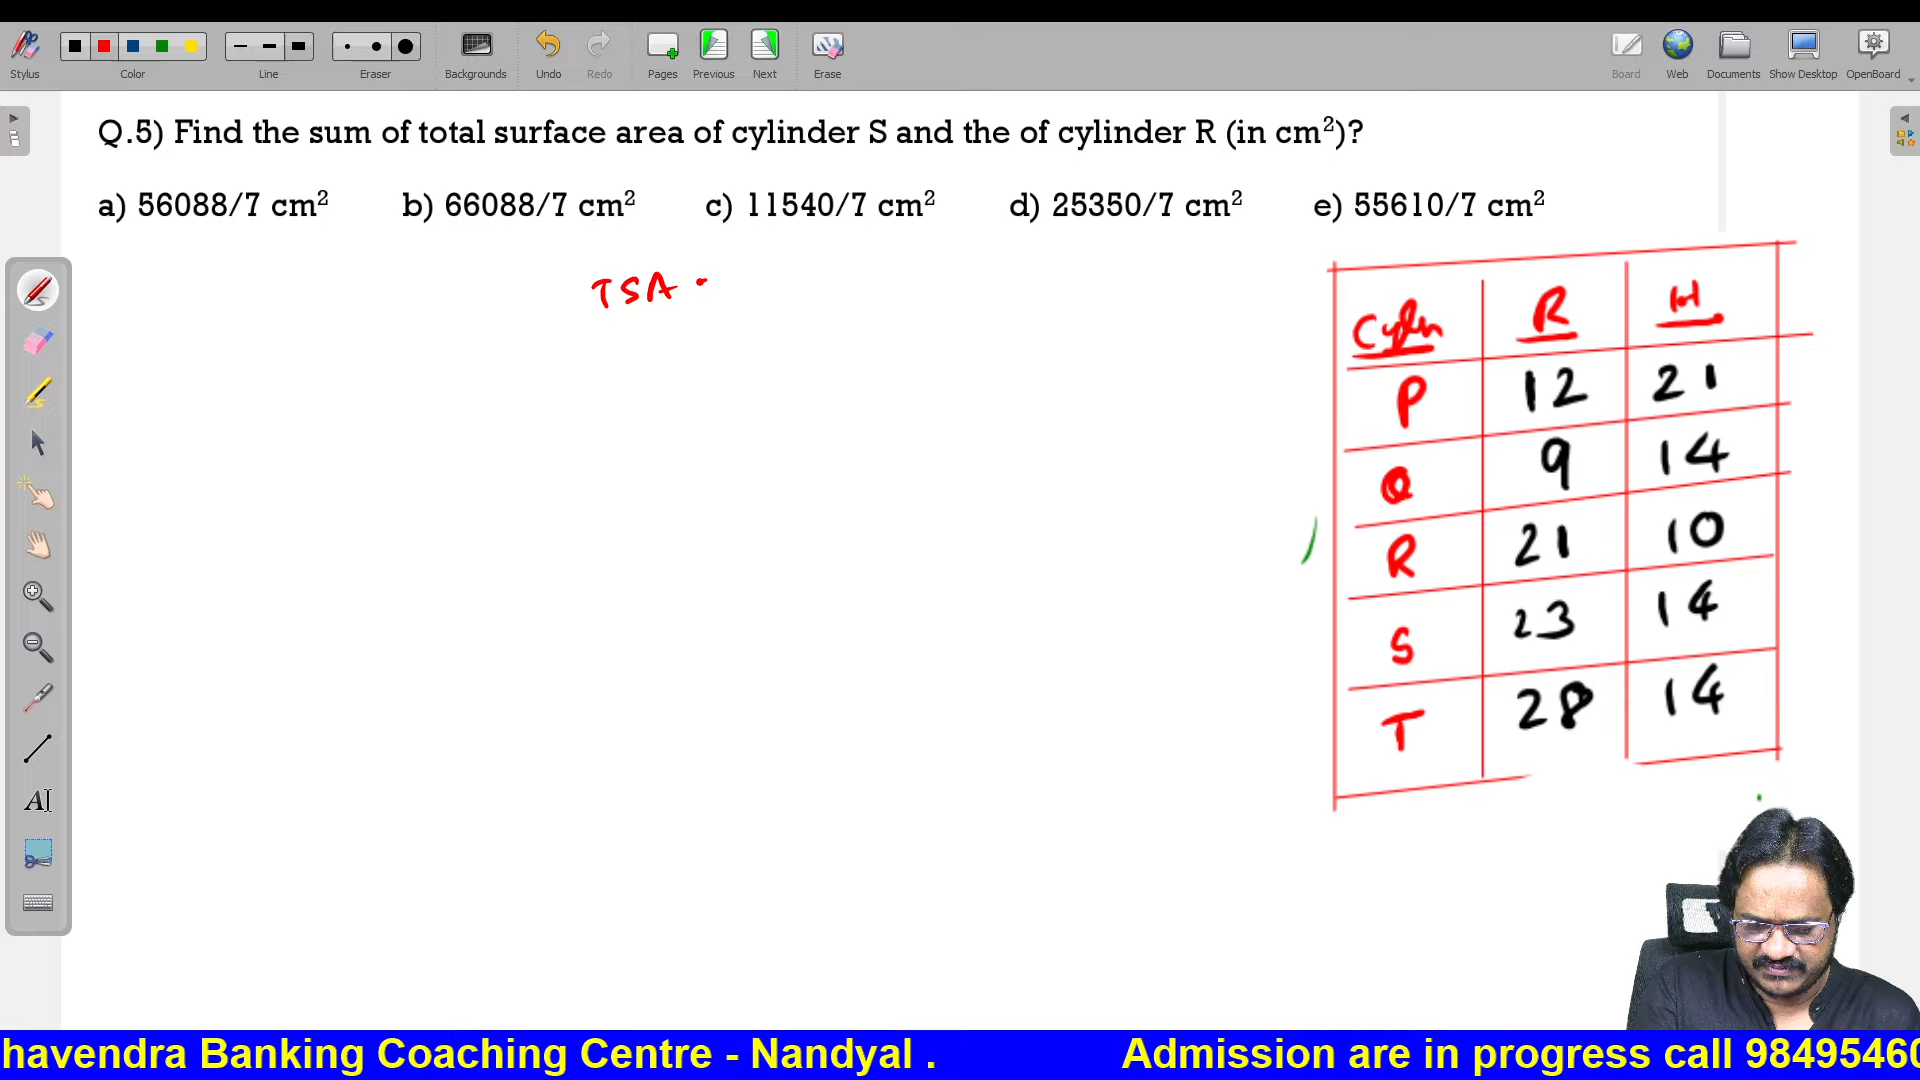 Stylus
Color
Line
Eraser
Backgrounds
Undo
Redo
Pages
Previous
Next
Erase
Board
Web
Documents
Show Desktop
OpenBoard
Q.5) Find the sum of total surface area of cylinder S and the of cylinder R (in cm²)?
a) 56088/7 cm² b) 66088/7 cm² c) 11540/7 cm² d) 25350/7 cm² e) 55610/7 cm²
TSA
R H
P 12 21
Q 9 14
R 21 10
S 23 14
T 28 14
havendra Banking Coaching Centre - Nandyal . Admission are in progress call 98495460